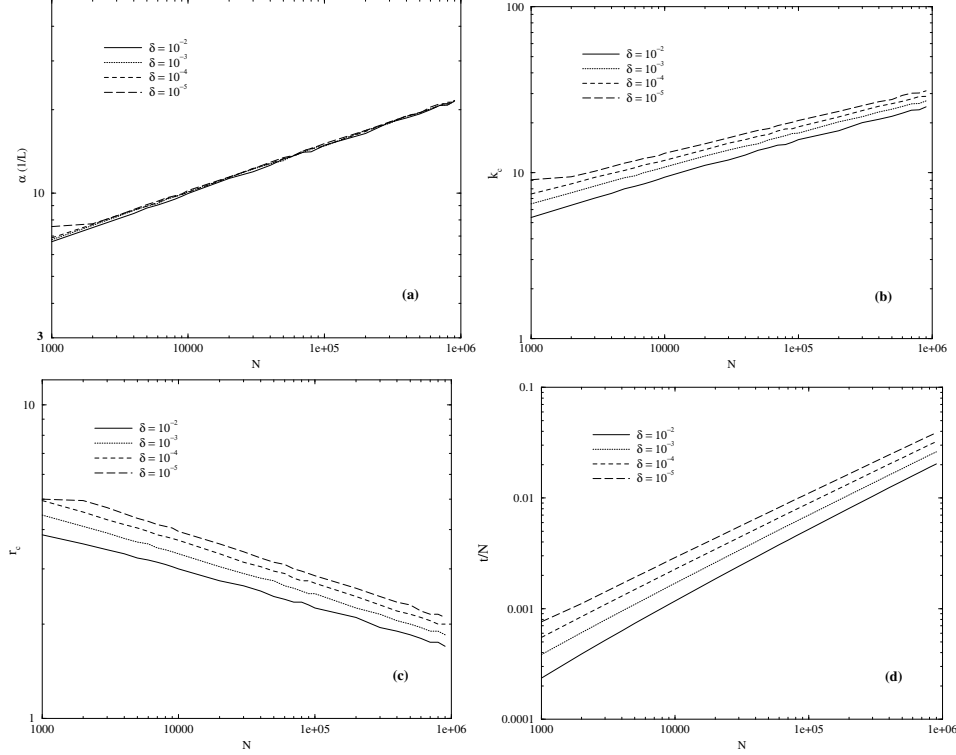 δ = 10⁻²
δ = 10⁻³
δ = 10⁻⁴
δ = 10⁻⁵
α (1/L)
10
3
1000
10000
1e+05
1e+06
N
(a)
100
δ = 10⁻²
δ = 10⁻³
δ = 10⁻⁴
δ = 10⁻⁵
k_c
10
1
1000
10000
1e+05
1e+06
N
(b)
10
δ = 10⁻²
δ = 10⁻³
δ = 10⁻⁴
δ = 10⁻⁵
r_c
1
1000
10000
1e+05
1e+06
N
(c)
0.1
δ = 10⁻²
δ = 10⁻³
δ = 10⁻⁴
δ = 10⁻⁵
0.01
t/N
0.001
0.0001
1000
10000
1e+05
1e+06
N
(d)